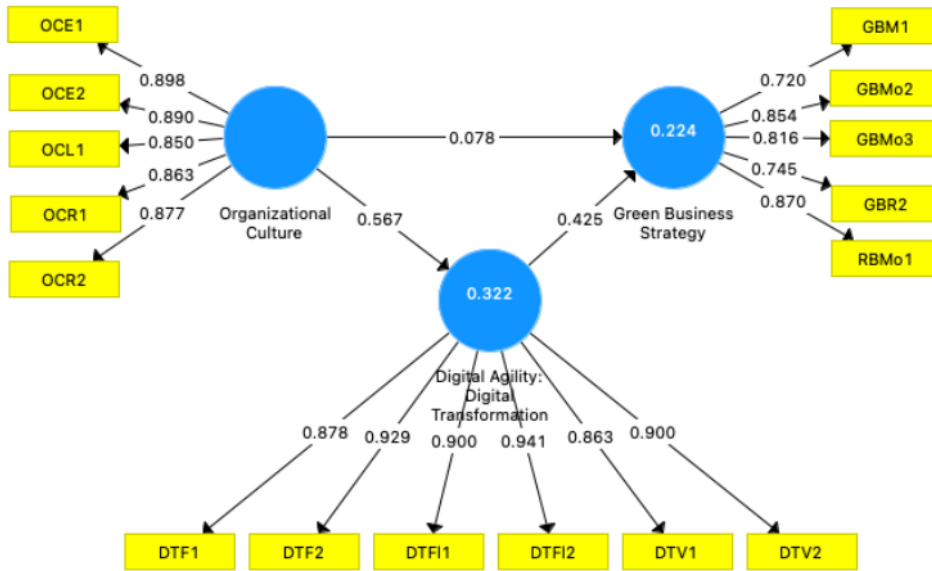 OCE1
OCE2
OCL1
OCR1
OCR2
0.898
0.890
0.850
0.863
0.877
Organizational
Culture
0.078
0.567
0.425
0.224
Green Business
Strategy
0.720
0.854
0.816
0.745
0.870
GBM1
GBMo2
GBMo3
GBR2
RBMo1
0.322
Digital Agility:
Digital
Transformation
0.878
0.929
0.900
0.941
0.863
0.900
DTF1
DTF2
DTFl1
DTFl2
DTV1
DTV2